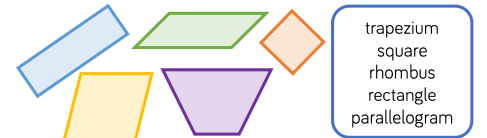 trapezium
square
rhombus
rectangle
parallelogram